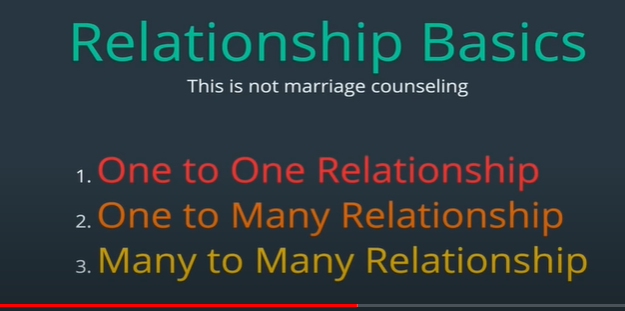 Relationship Basics
This is not marriage counseling
1. One to One Relationship
2. One to Many Relationship
3. Many to Many Relationship